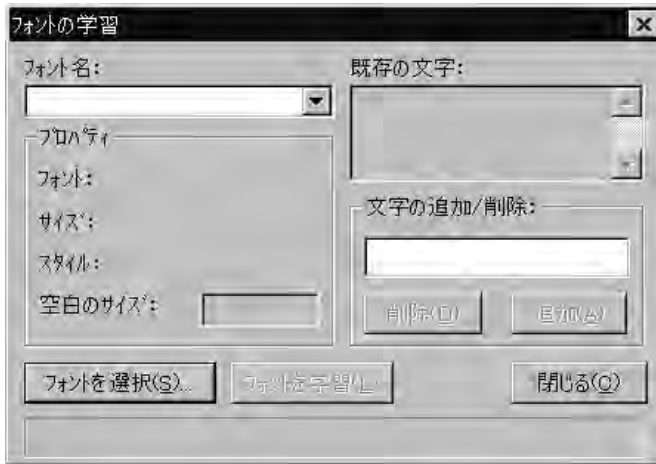 フォントの学習
フォント名:
既存の文字:
プロパティ
フォント:
サイズ:
スタイル:
空白のサイズ:
文字の追加/削除:
削除(D)
追加(A)
フォントを選択(S)...
フォントを学習(L)
閉じる(C)